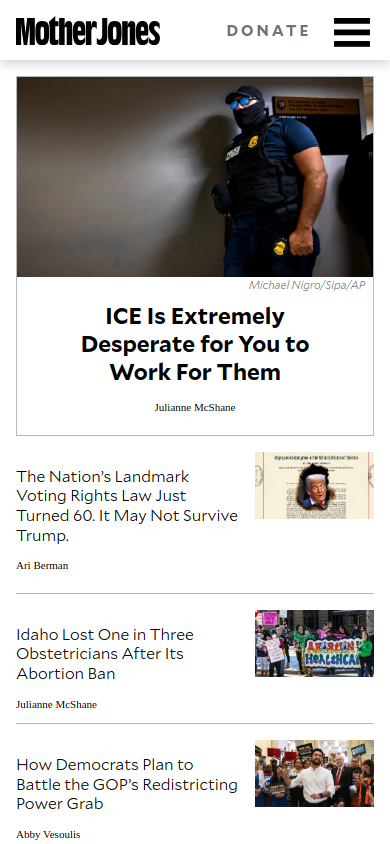 Mother Jones
DONATE
Michael Nigro/Sipa/AP
ICE Is Extremely
Desperate for You to
Work For Them
Julianne McShane
The Nation’s Landmark
Voting Rights Law Just
Turned 60. It May Not Survive
Trump.
Ari Berman
Idaho Lost One in Three
Obstetricians After Its
Abortion Ban
Julianne McShane
How Democrats Plan to
Battle the GOP’s Redistricting
Power Grab
Abby Vesoulis